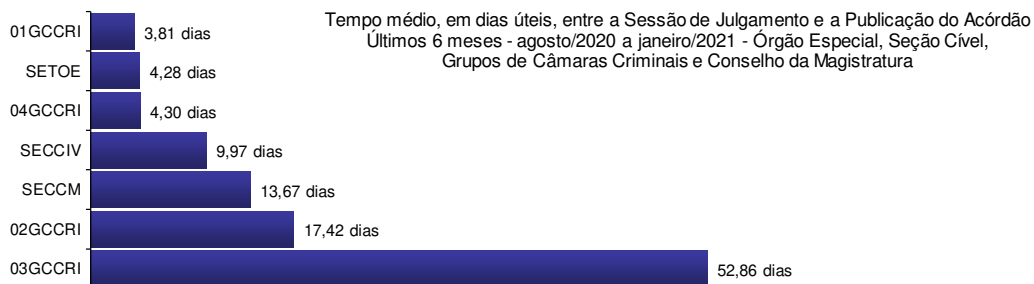 Tempo médio, em dias úteis, entre a Sessão de Julgamento e a Publicação do Acórdão
Últimos 6 meses - agosto/2020 a janeiro/2021 - Órgão Especial, Seção Cível,
Grupos de Câmaras Criminais e Conselho da Magistratura
01GCCRI 3,81 dias
SETOE 4,28 dias
04GCCRI 4,30 dias
SECCIV 9,97 dias
SECCM 13,67 dias
02GCCRI 17,42 dias
03GCCRI 52,86 dias